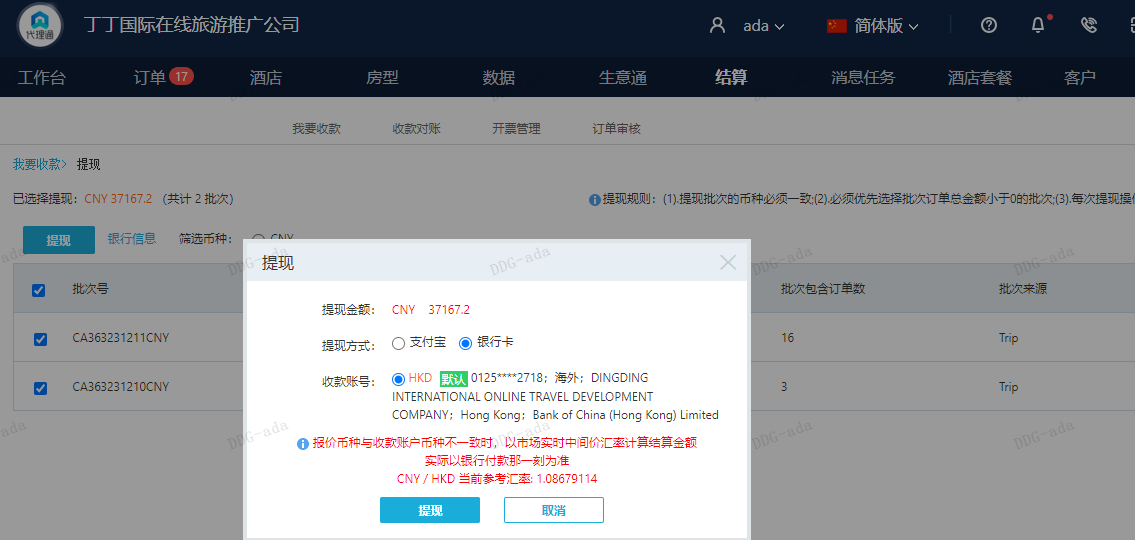 代理通
丁丁国际在线旅游推广公司
ada
简体版
工作台 订单 17 酒店 房型 数据 生意通 结算 消息任务 酒店套餐 客户
我要收款 收款对账 开票管理 订单审核
我要收款> 提现
已选择提现: CNY 37167.2 (共计 2 批次)
提现规则: (1).提现批次的币种必须一致;(2).必须优先选择批次订单总金额小于0的批次;(3).每次提现操
提现 银行信息 筛选币种: CNY
提现
批次号 批次包含订单数 批次来源
提现金额: CNY 37167.2
CA363231211CNY 16 Trip
提现方式: 支付宝 银行卡
收款账号: HKD 默认 0125****2718; 海外; DINGDING
INTERNATIONAL ONLINE TRAVEL DEVELOPMENT
COMPANY; Hong Kong; Bank of China (Hong Kong) Limited
CA363231210CNY 3 Trip
报价币种与收款账户币种不一致时，以市场实时中间价汇率计算结算金额
实际以银行付款那一刻为准
CNY / HKD 当前参考汇率: 1.08679114
提现 取消
DDG-ada